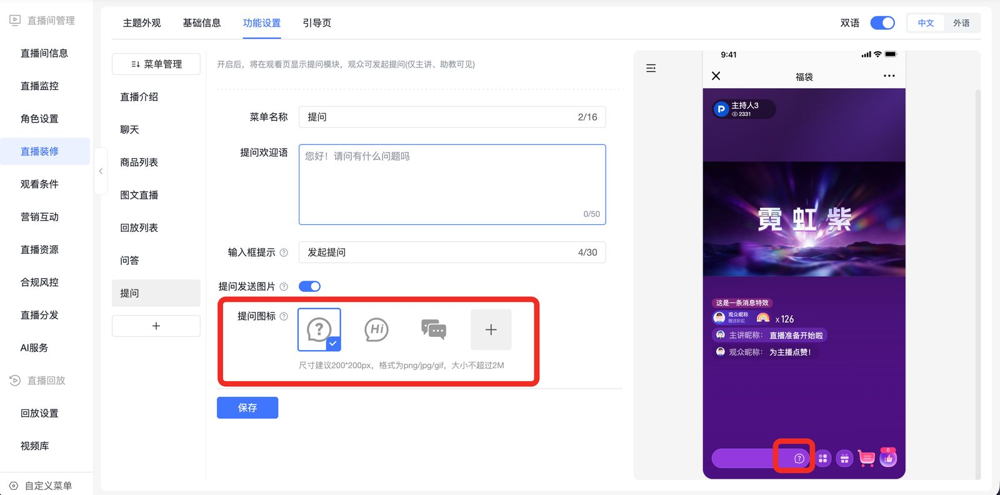 直播间管理
直播间信息
直播监控
角色设置
直播装修
观看条件
营销互动
直播资源
合规风控
直播分发
AI服务
直播回放
回放设置
视频库
自定义菜单
主题外观
基础信息
功能设置
引导页
双语
中文
外语
菜单管理
直播介绍
聊天
商品列表
图文直播
回放列表
问答
提问
+
开启后，将在观看页显示提问模块，观众可发起提问(仅主讲、助教可见)
菜单名称
提问
2/16
提问欢迎语
您好！请问有什么问题吗
0/50
输入框提示
发起提问
4/30
提问发送图片
提问图标
Hi
+
尺寸建议200*200px，格式为png/jpg/gif，大小不超过2M
保存
9:41
福袋
主持人3
2331
霓虹紫
这是一条消息特效
观众昵称
赠送彩虹
x 126
主讲昵称：直播准备开始啦
观众昵称：为主播点赞！
0